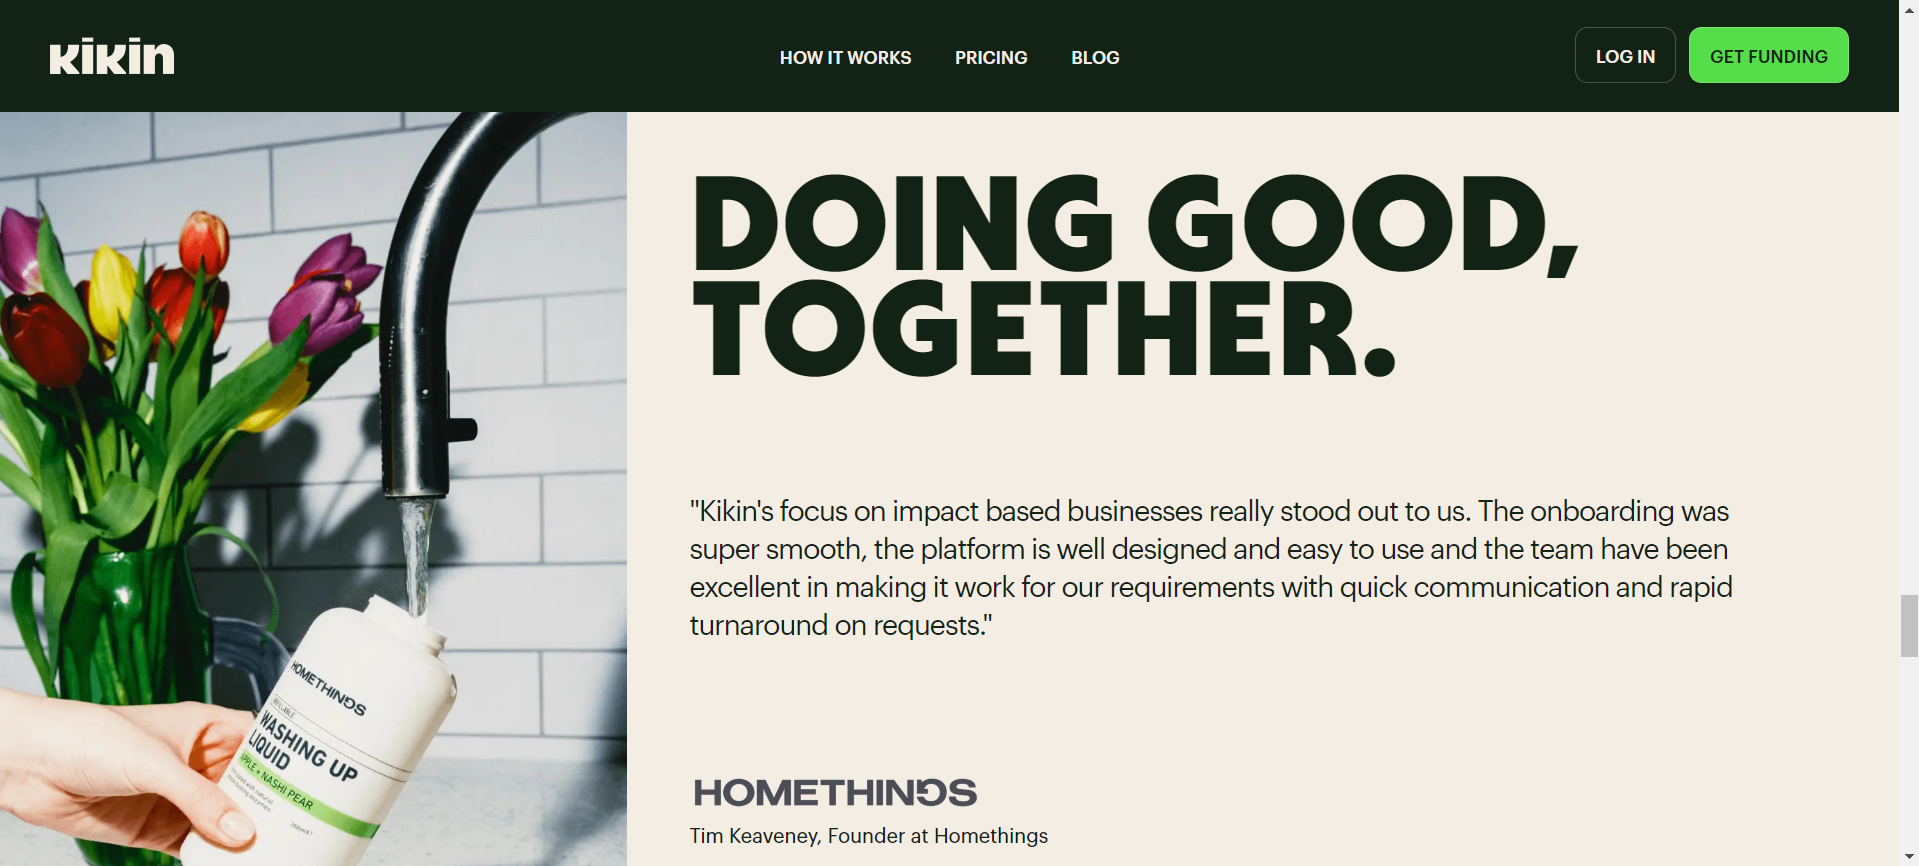 kikin
HOW IT WORKS
PRICING
BLOG
LOG IN
GET FUNDING
DOING GOOD,
TOGETHER.
"Kikin's focus on impact based businesses really stood out to us. The onboarding was
super smooth, the platform is well designed and easy to use and the team have been
excellent in making it work for our requirements with quick communication and rapid
turnaround on requests."
HOMETHINGS
Tim Keaveney, Founder at Homethings
HOMETHINGS
REFILLABLE
WASHING UP
LIQUID
APPLE + NASHI PEAR